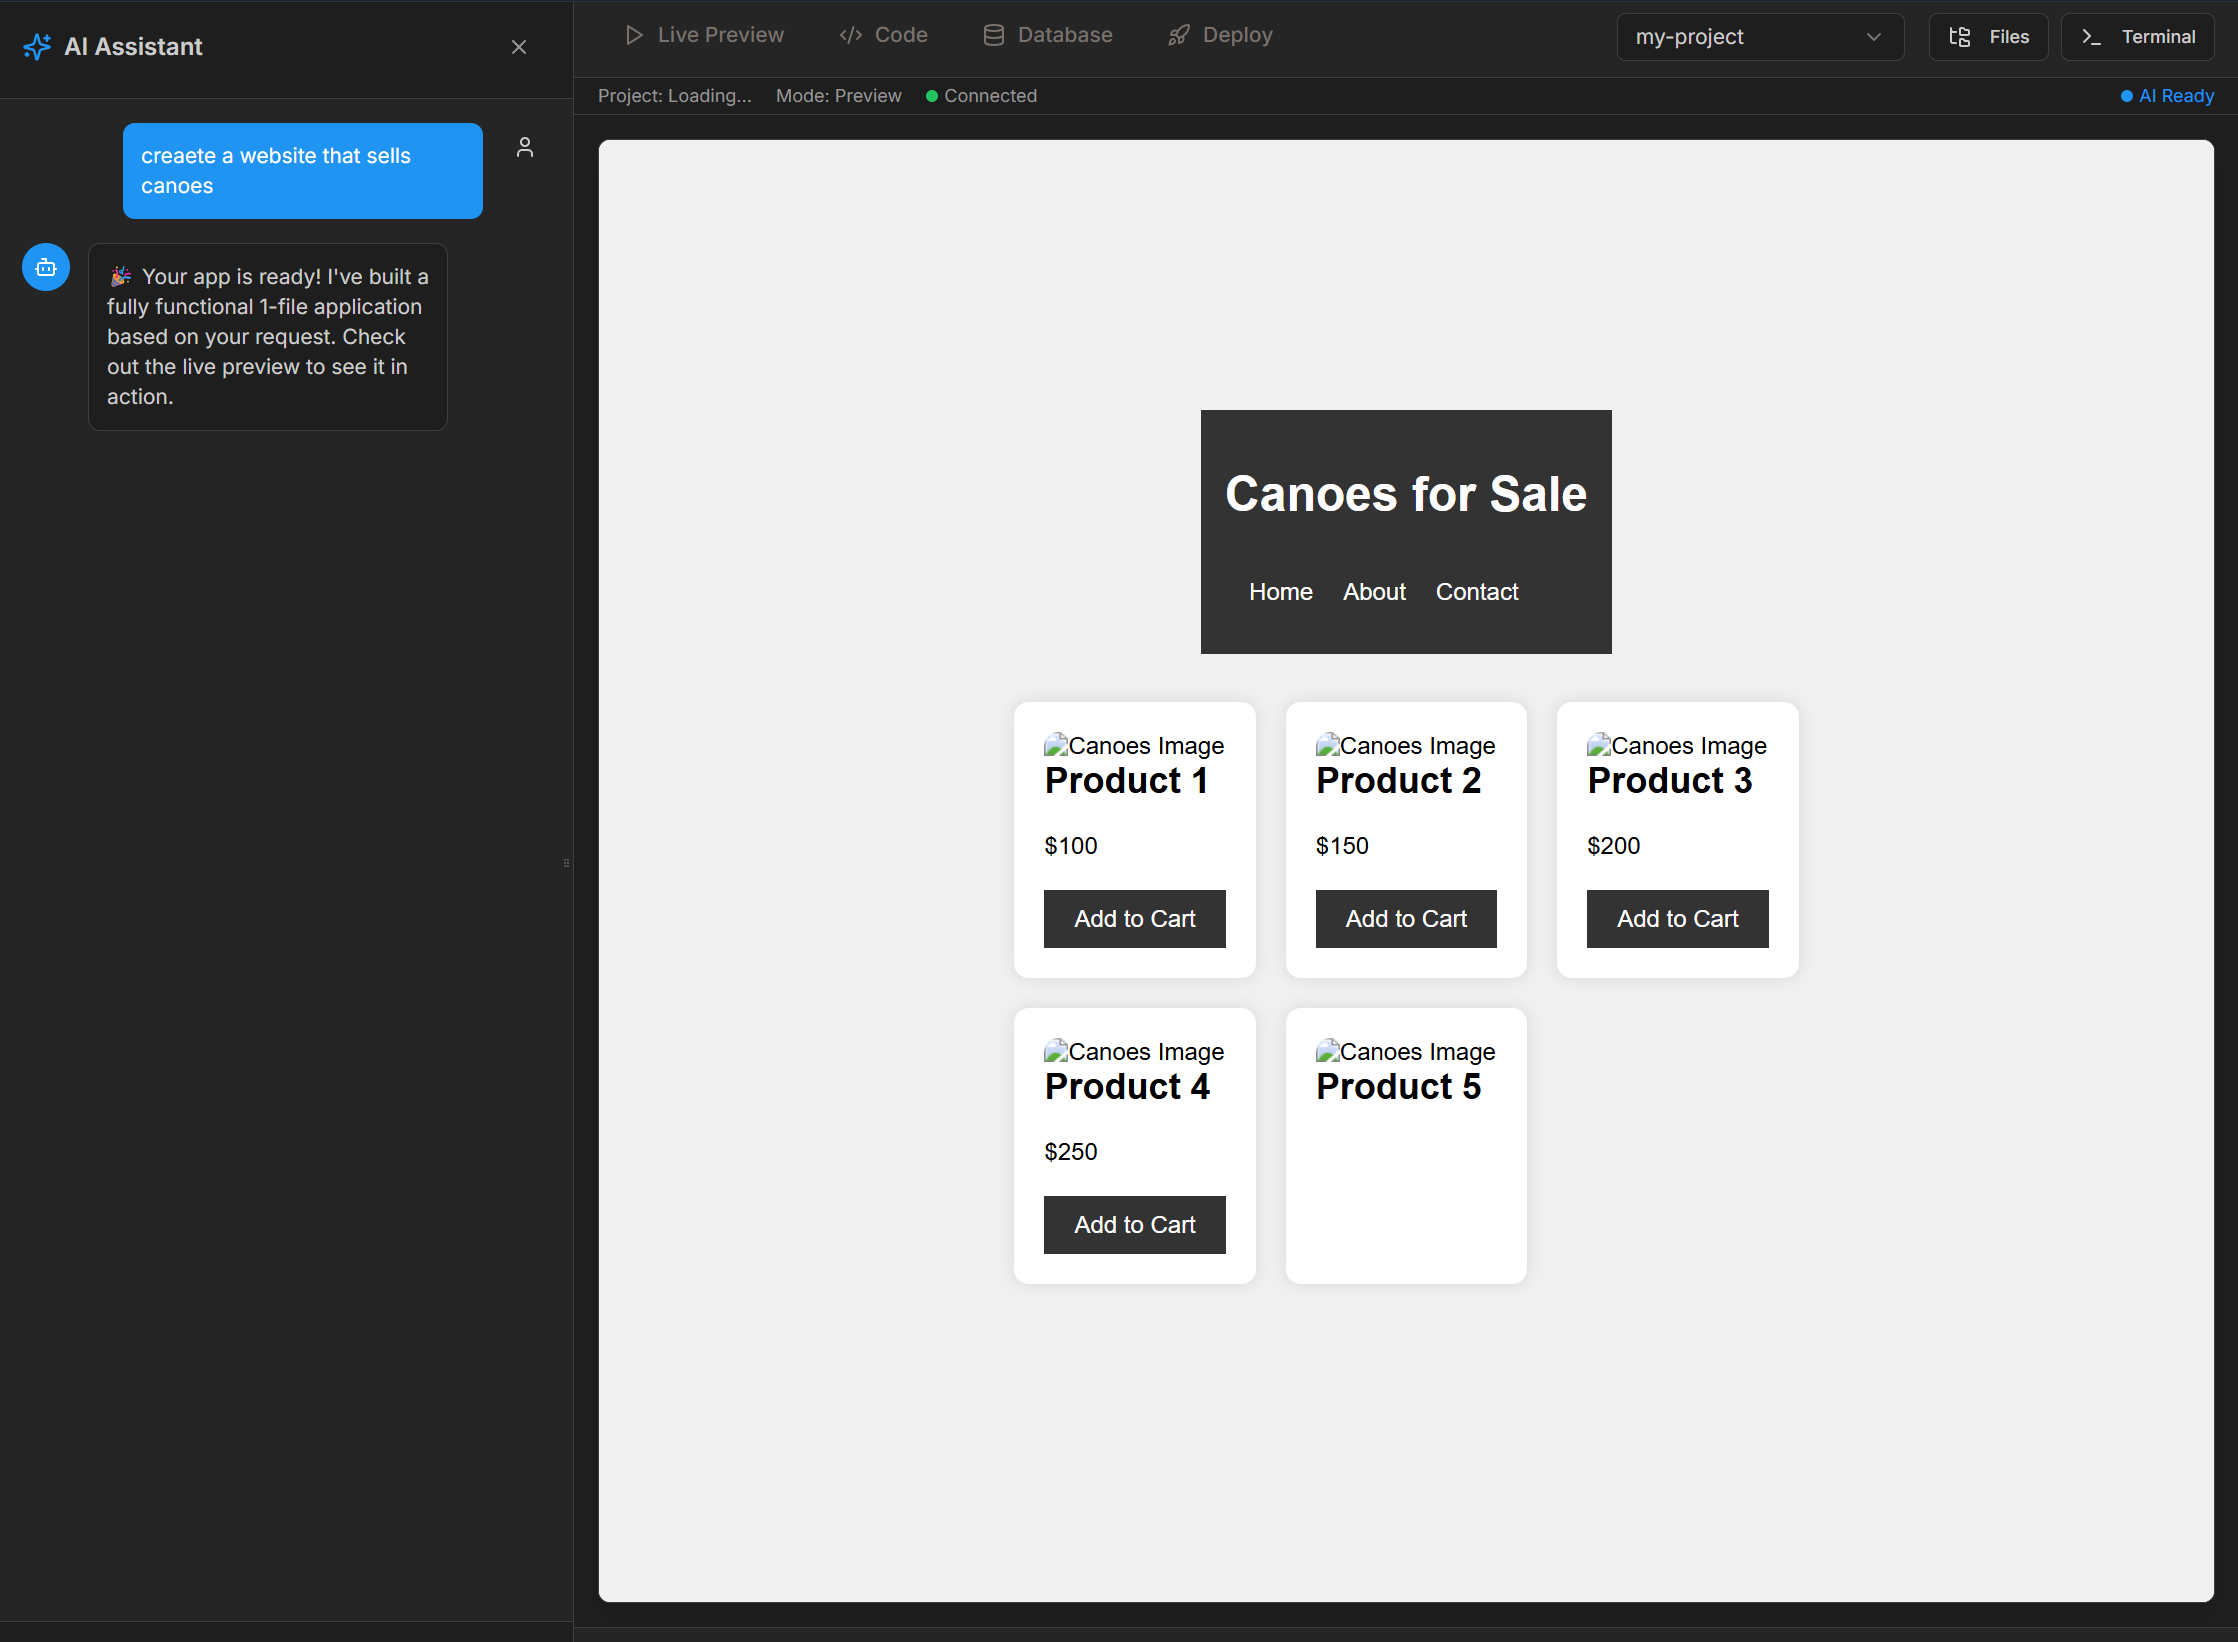 AI Assistant
Live Preview
Code
Database
Deploy
my-project
Files
Terminal
Project: Loading...
Mode: Preview
Connected
AI Ready
creaete a website that sells
canoes
🎉 Your app is ready! I've built a
fully functional 1-file application
based on your request. Check
out the live preview to see it in
action.
Canoes for Sale
Home
About
Contact
Canoes Image
Product 1
$100
Add to Cart
Canoes Image
Product 2
$150
Add to Cart
Canoes Image
Product 3
$200
Add to Cart
Canoes Image
Product 4
$250
Add to Cart
Canoes Image
Product 5